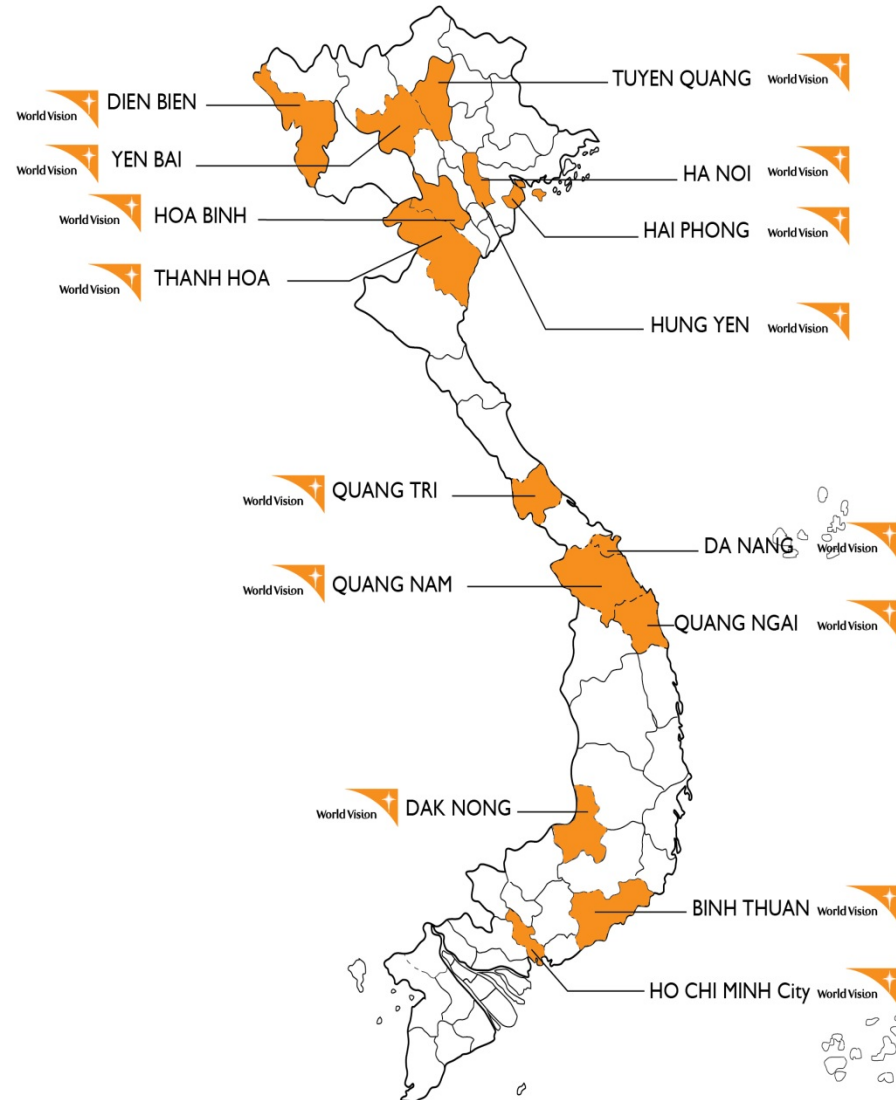 TUYEN QUANG World Vision
World Vision DIEN BIEN
World Vision YEN BAI
HA NOI World Vision
World Vision HOA BINH
HAI PHONG World Vision
World Vision THANH HOA
HUNG YEN World Vision
World Vision QUANG TRI
DA NANG World Vision
World Vision QUANG NAM
QUANG NGAI World Vision
World Vision DAK NONG
BINH THUAN World Vision
HO CHI MINH City World Vision